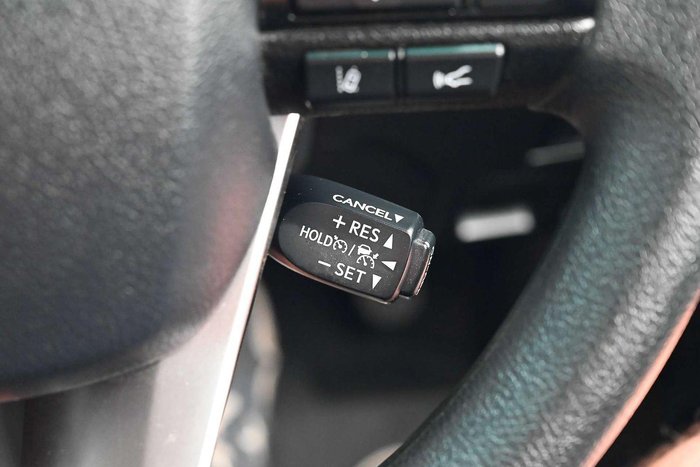 CANCEL
+ RES
HOLD /
− SET